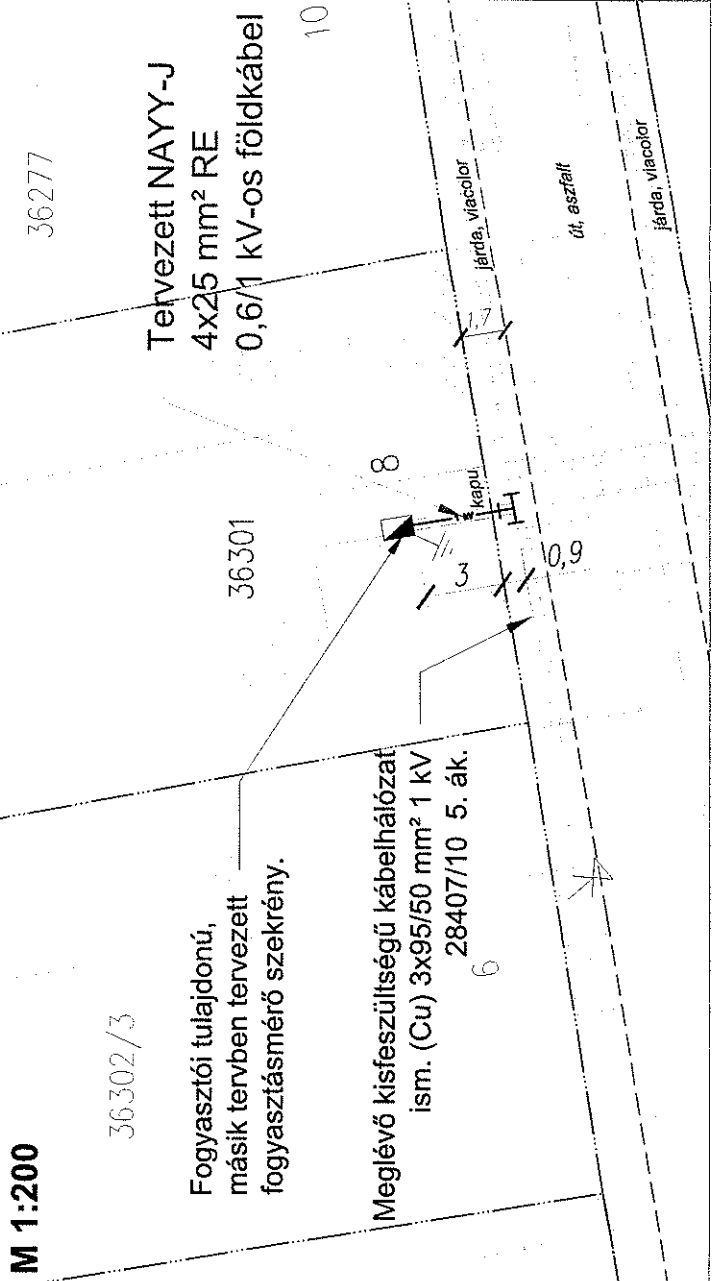 M 1:200
36302/3
Fogyasztói tulajdonú,
másik tervben tervezett
fogyasztásmérő szekrény.
Meglévő kisfeszültségű kábelhálózat
ism. (Cu) 3x95/50 mm² 1 kV
28407/10 5. ák.
6
36301
8
3
0,9
kapu
1,7
36277
Tervezett NAYY-J
4x25 mm² RE
0,6/1 kV-os földkábel
10
járda, viacolor
út, aszfalt
járda, viacolor